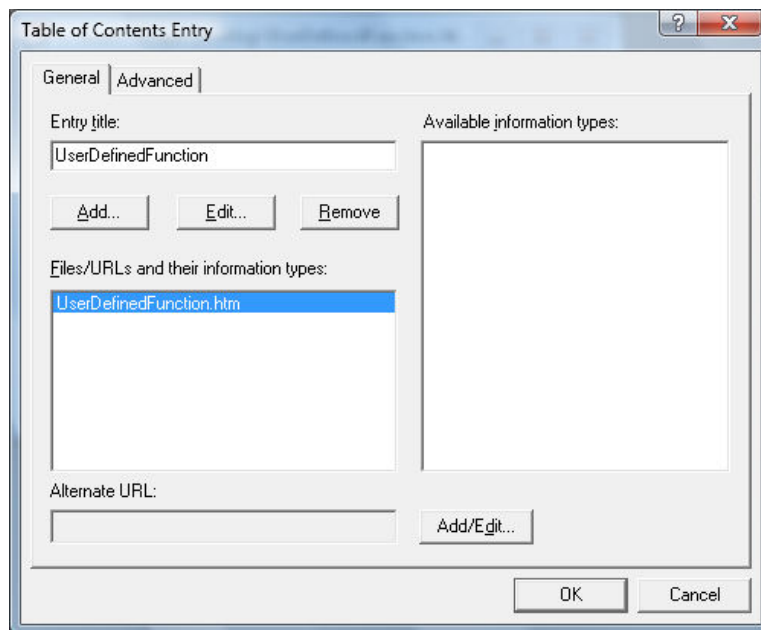 Table of Contents Entry
General Advanced
Entry title:
Available information types:
UserDefinedFunction
Add... Edit... Remove
Files/URLs and their information types:
UserDefinedFunction.htm
Alternate URL:
Add/Edit...
OK Cancel